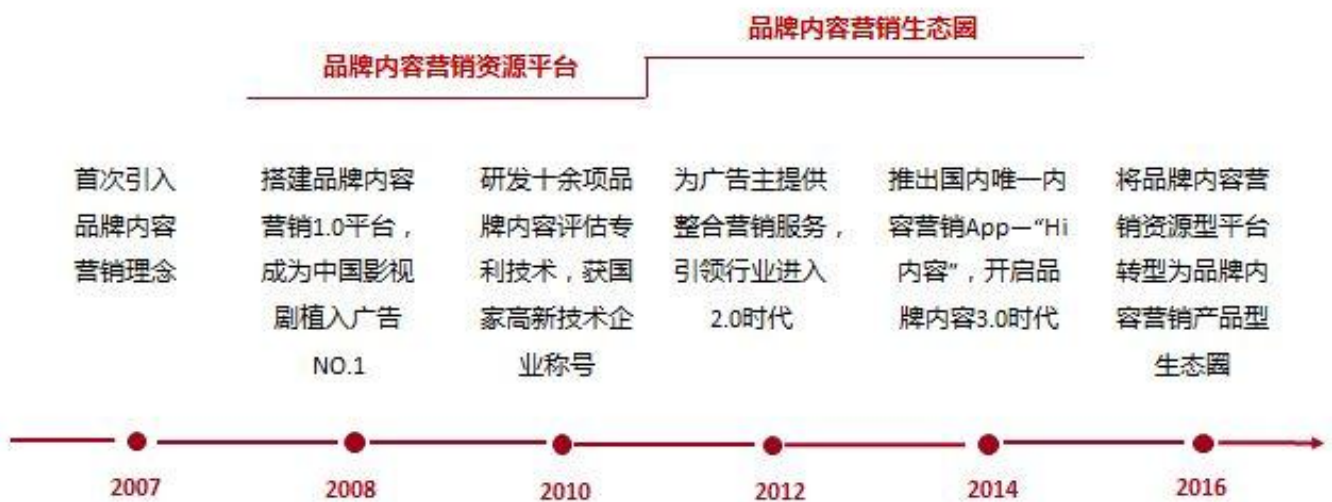 品牌内容营销生态圈
品牌内容营销资源平台
首次引入
品牌内容
营销理念
搭建品牌内容
营销1.0平台，
成为中国影视
剧植入广告
NO.1
研发十余项品
牌内容评估专
利技术，获国
家高新技术企
业称号
为广告主提供
整合营销服务，
引领行业进入
2.0时代
推出国内唯一内
容营销App—“Hi
内容”，开启品
牌内容3.0时代
将品牌内容营
销资源型平台
转型为品牌内
容营销产品型
生态圈
2007
2008
2010
2012
2014
2016